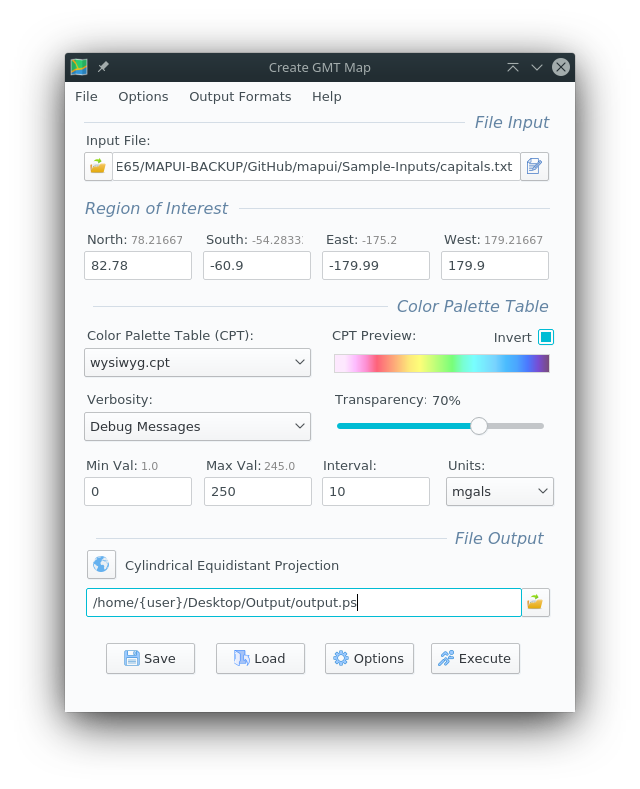 Create GMT Map
File Options Output Formats Help
File Input
Input File:
E65/MAPUI-BACKUP/GitHub/mapui/Sample-Inputs/capitals.txt
Region of Interest
North: 78.21667 South: -54.2833 East: -175.2 West: 179.21667
82.78 -60.9 -179.99 179.9
Color Palette Table
Color Palette Table (CPT): CPT Preview: Invert
wysiwyg.cpt
Verbosity: Transparency: 70%
Debug Messages
Min Val: 1.0 Max Val: 245.0 Interval: Units:
0 250 10 mgals
File Output
Cylindrical Equidistant Projection
/home/{user}/Desktop/Output/output.ps
Save Load Options Execute